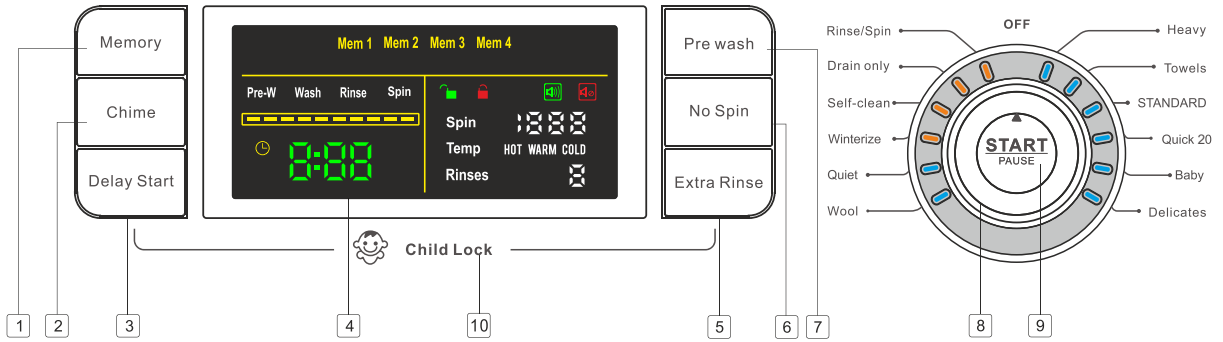 Memory
Chime
Delay Start
Mem 1 Mem 2 Mem 3 Mem 4
Pre-W Wash Rinse Spin
8:88
Spin 1888
Temp HOT WARM COLD
Rinses 8
Pre wash
No Spin
Extra Rinse
Child Lock
OFF
Rinse/Spin
Drain only
Self-clean
Winterize
Quiet
Wool
Heavy
Towels
STANDARD
Quick 20
Baby
Delicates
START
PAUSE
1
2
3
4
10
5
6
7
8
9